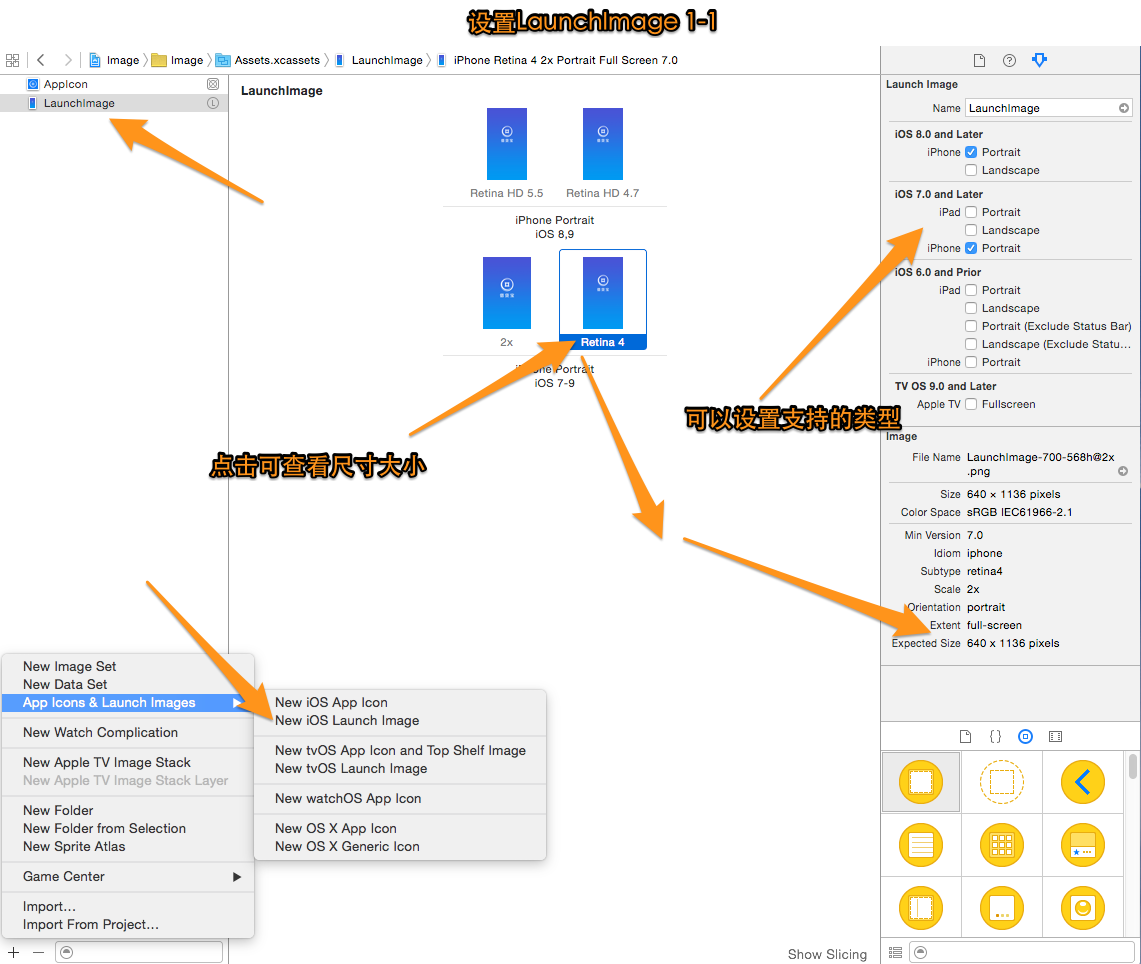 设置LaunchImage 1-1
Image
Image
Assets.xcassets
LaunchImage
iPhone Retina 4 2x Portrait Full Screen 7.0
AppIcon
LaunchImage
L
LaunchImage
Retina HD 5.5
Retina HD 4.7
iPhone Portrait
iOS 8,9
2x
Retina 4
iPhone Portrait
iOS 7-9
点击可查看尺寸大小
可以设置支持的类型
Launch Image
Name LaunchImage
iOS 8.0 and Later
iPhone Portrait
Landscape
iOS 7.0 and Later
iPad Portrait
Landscape
iPhone Portrait
iOS 6.0 and Prior
iPad Portrait
Landscape
Portrait (Exclude Status Bar)
Landscape (Exclude Statu...
iPhone Portrait
TV OS 9.0 and Later
Apple TV Fullscreen
Image
File Name LaunchImage-700-568h@2x
.png
Size 640 × 1136 pixels
Color Space sRGB IEC61966-2.1
Min Version 7.0
Idiom iphone
Subtype retina4
Scale 2x
Orientation portrait
Extent full-screen
Expected Size 640 x 1136 pixels
New Image Set
New Data Set
App Icons & Launch Images
New Watch Complication
New Apple TV Image Stack
New Apple TV Image Stack Layer
New Folder
New Folder from Selection
New Sprite Atlas
Game Center
Import...
Import From Project...
New iOS App Icon
New iOS Launch Image
New tvOS App Icon and Top Shelf Image
New tvOS Launch Image
New watchOS App Icon
New OS X App Icon
New OS X Generic Icon
Show Slicing